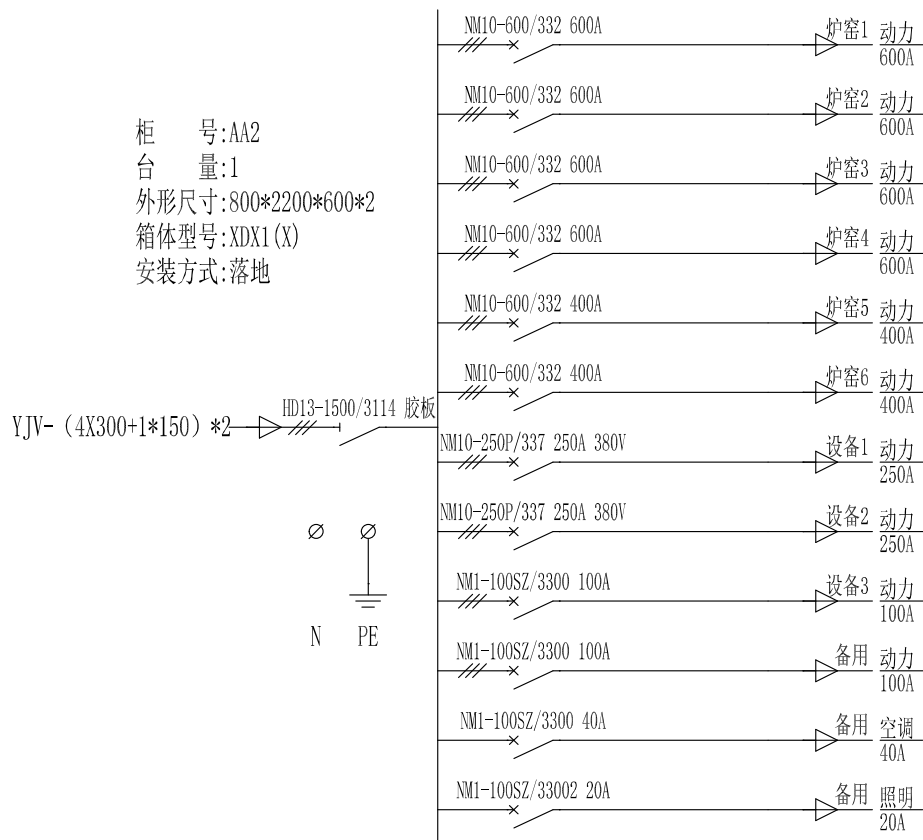 柜 号:AA2
台 量:1
外形尺寸:800*2200*600*2
箱体型号:XDX1(X)
安装方式:落地
YJV-（4X300+1*150）*2
HD13-1500/3114 胶板
N PE
NM10-600/332 600A 炉窑1 动力
600A
NM10-600/332 600A 炉窑2 动力
600A
NM10-600/332 600A 炉窑3 动力
600A
NM10-600/332 600A 炉窑4 动力
600A
NM10-600/332 400A 炉窑5 动力
400A
NM10-600/332 400A 炉窑6 动力
400A
NM10-250P/337 250A 380V 设备1 动力
250A
NM10-250P/337 250A 380V 设备2 动力
250A
NM1-100SZ/3300 100A 设备3 动力
100A
NM1-100SZ/3300 100A 备用 动力
100A
NM1-100SZ/3300 40A 备用 空调
40A
NM1-100SZ/33002 20A 备用 照明
20A